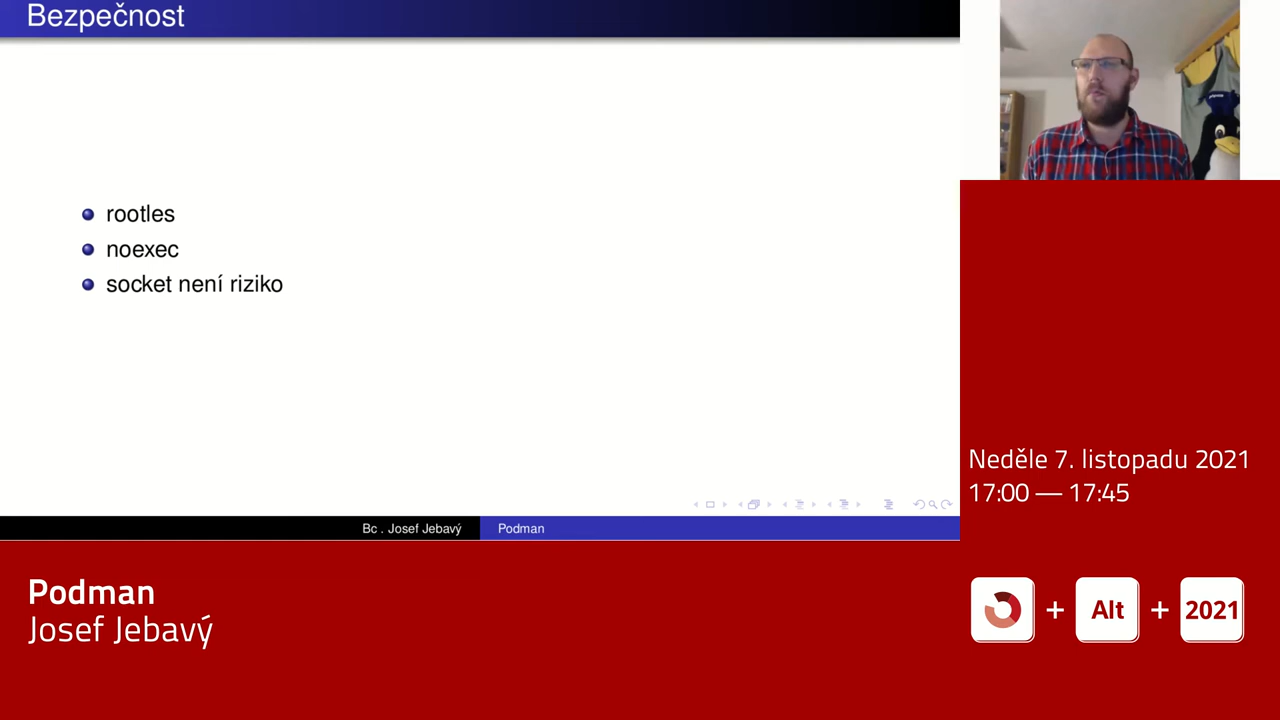 Bezpečnost
rootles
noexec
socket není riziko
Bc . Josef Jebavý
Podman
Neděle 7. listopadu 2021
17:00 — 17:45
Podman
Josef Jebavý
+ Alt + 2021